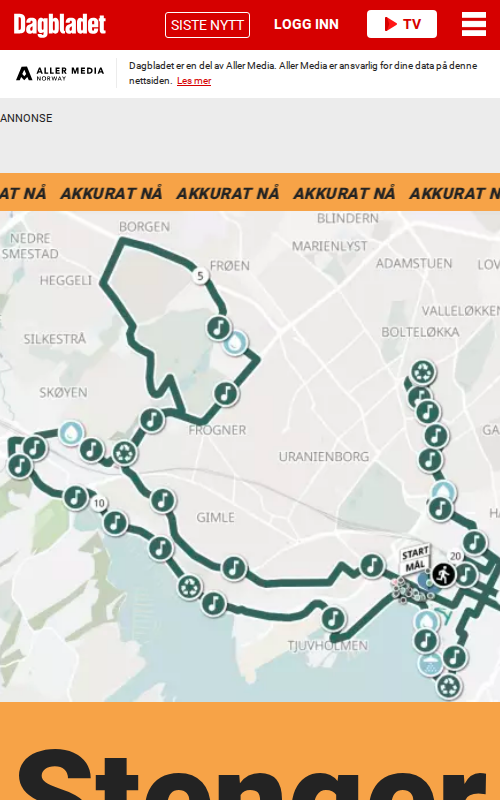 Dagbladet
SISTE NYTT
LOGG INN
TV
ALLER MEDIA
NORWAY
Dagbladet er en del av Aller Media. Aller Media er ansvarlig for dine data på denne
nettsiden. Les mer
ANNONSE
AT NÅ AKKURAT NÅ AKKURAT NÅ AKKURAT NÅ AKKURAT N
BLINDERN
BORGEN
NEDRE
SMESTAD
MARIENLYST
FRØEN
ADAMSTUEN
LOV
5
HEGGELI
VALLELØKKEN
BOLTELØKKA
SILKESTRÅ
SKØYEN
FROGNER
GA
URANIENBORG
10
GIMLE
HA
START
MÅL
20
TJUVHOLMEN
Stenger